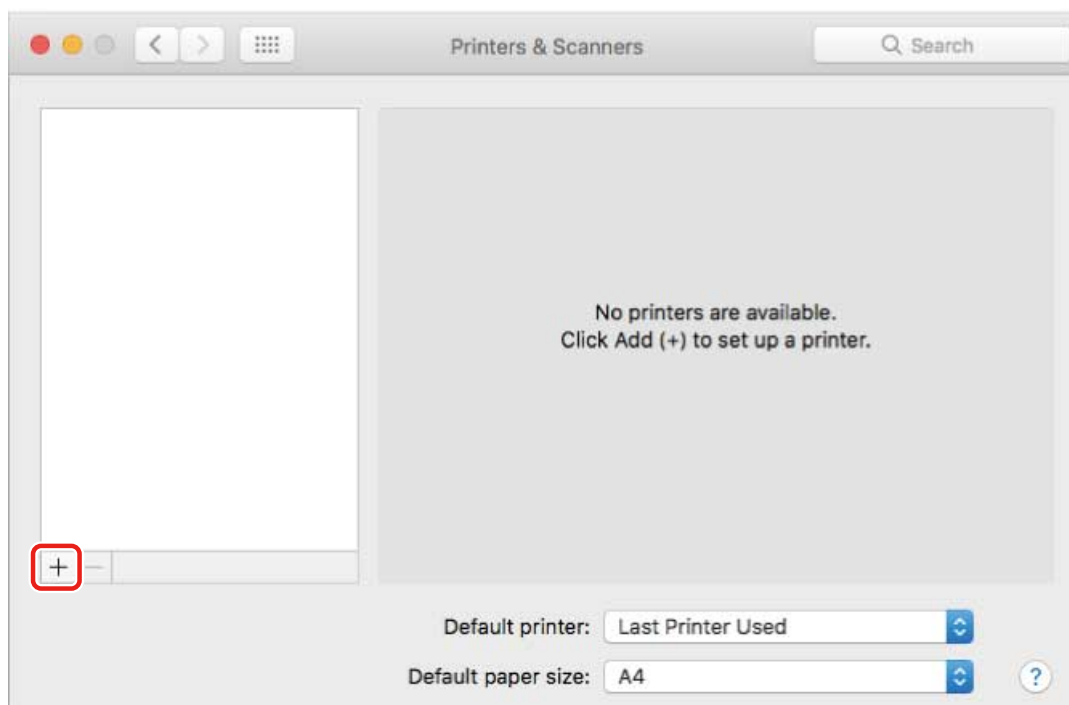 Printers & Scanners
Search
No printers are available.
Click Add (+) to set up a printer.
+ −
Default printer: Last Printer Used
Default paper size: A4
?